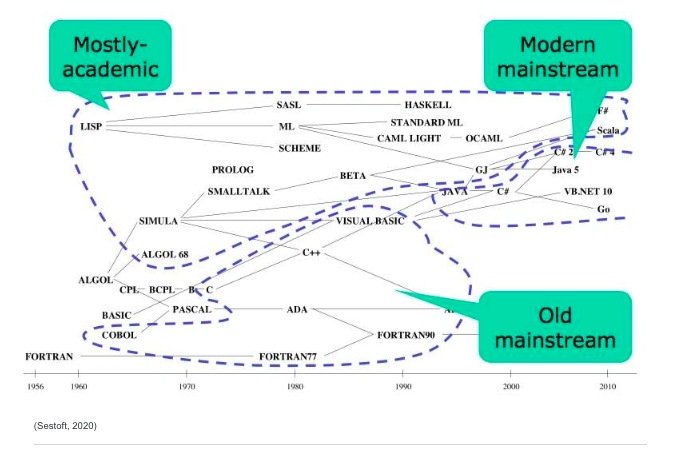 Mostly-
academic
Modern
mainstream
SASL HASKELL
F#
STANDARD ML
LISP ML
Scala
CAML LIGHT OCAML
SCHEME
C# 2 C# 4
PROLOG GJ Java 5
BETA
SMALLTALK JAVA C# VB.NET 10
Go
SIMULA VISUAL BASIC
ALGOL 68 C++
ALGOL
CPL BCPL B C
PASCAL ADA
BASIC
Old
mainstream
COBOL FORTRAN90
FORTRAN FORTRAN77
1956 1960 1970 1980 1990 2000 2010
(Sestoft, 2020)